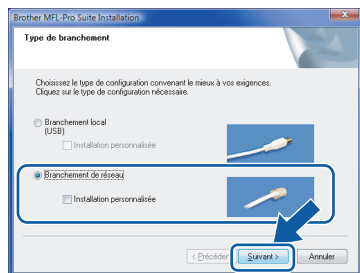 Brother MFL-Pro Suite Installation
Type de branchement
Choisissez le type de configuration convenant le mieux à vos exigences.
Cliquez sur le type de configuration nécessaire.
Branchement local
(USB)
Installation personnalisée
Branchement de réseau
Installation personnalisée
< Précéder
Suivant >
Annuler